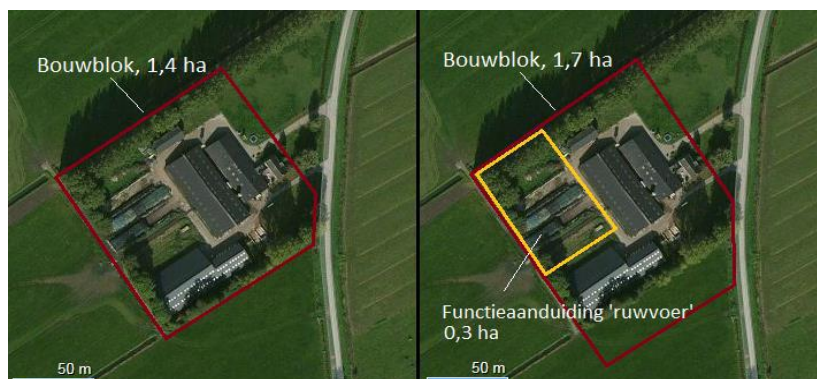 Bouwblok, 1,4 ha
50 m
Bouwblok, 1,7 ha
Functieaanduiding 'ruwvoer'
0,3 ha
50 m